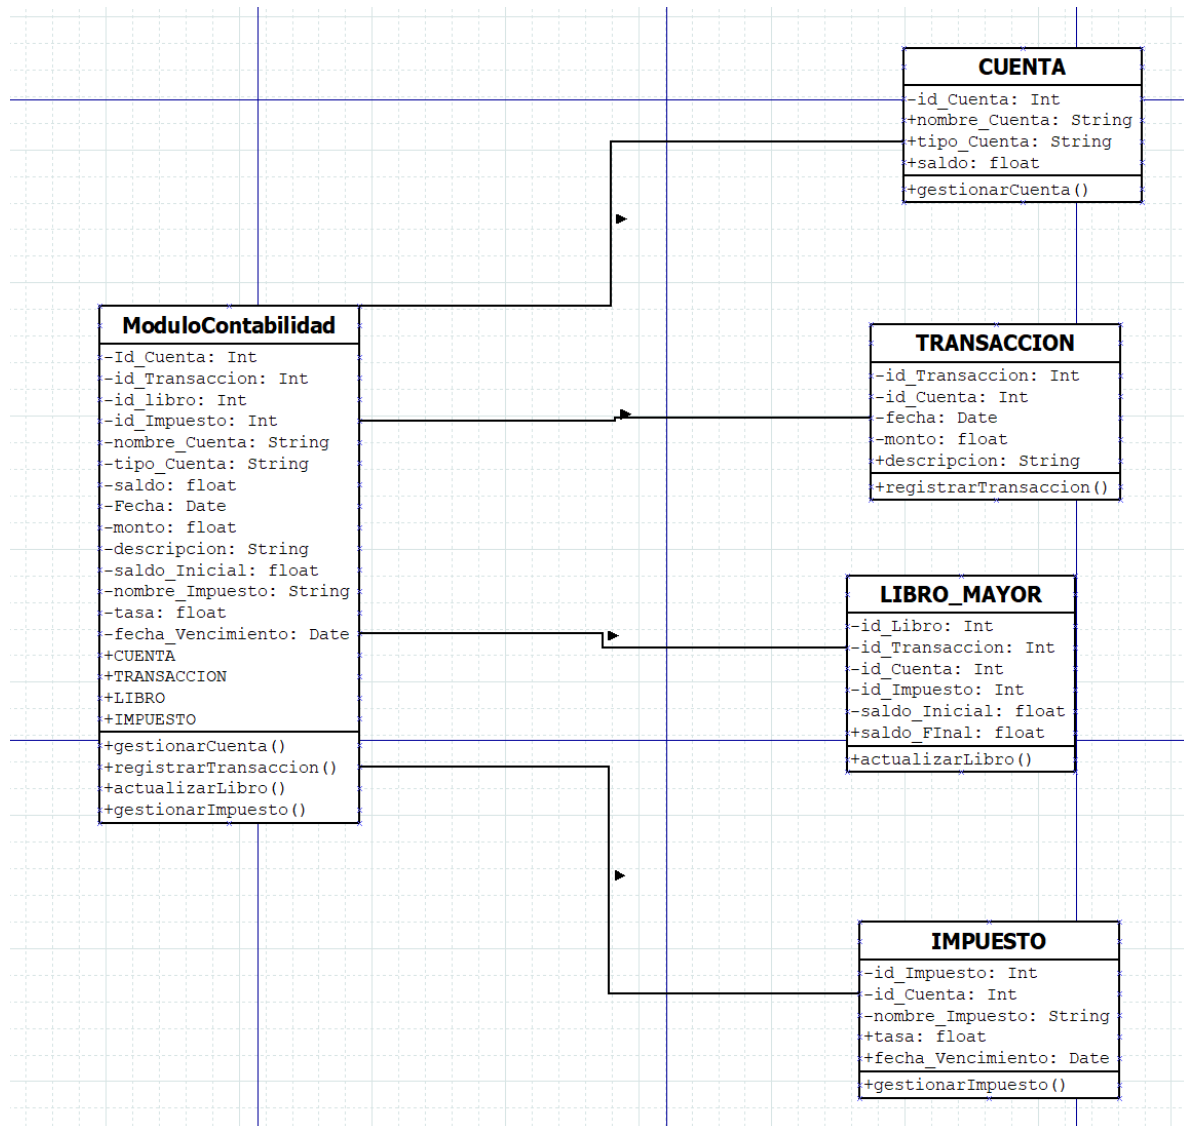 CUENTA
-id_Cuenta: Int
+nombre_Cuenta: String
+tipo_Cuenta: String
+saldo: float
+gestionarCuenta()
ModuloContabilidad
-Id_Cuenta: Int
-id_Transaccion: Int
-id_libro: Int
-id_Impuesto: Int
-nombre_Cuenta: String
-tipo_Cuenta: String
-saldo: float
-Fecha: Date
-monto: float
-descripcion: String
-saldo_Inicial: float
-nombre_Impuesto: String
-tasa: float
-fecha_Vencimiento: Date
+CUENTA
+TRANSACCION
+LIBRO
+IMPUESTO
+gestionarCuenta()
+registrarTransaccion()
+actualizarLibro()
+gestionarImpuesto()
TRANSACCION
-id_Transaccion: Int
-id_Cuenta: Int
-fecha: Date
-monto: float
+descripcion: String
+registrarTransaccion()
LIBRO_MAYOR
-id_Libro: Int
-id_Transaccion: Int
-id_Cuenta: Int
-id_Impuesto: Int
-saldo_Inicial: float
+saldo_FInal: float
+actualizarLibro()
IMPUESTO
-id_Impuesto: Int
-id_Cuenta: Int
-nombre_Impuesto: String
+tasa: float
+fecha_Vencimiento: Date
+gestionarImpuesto()